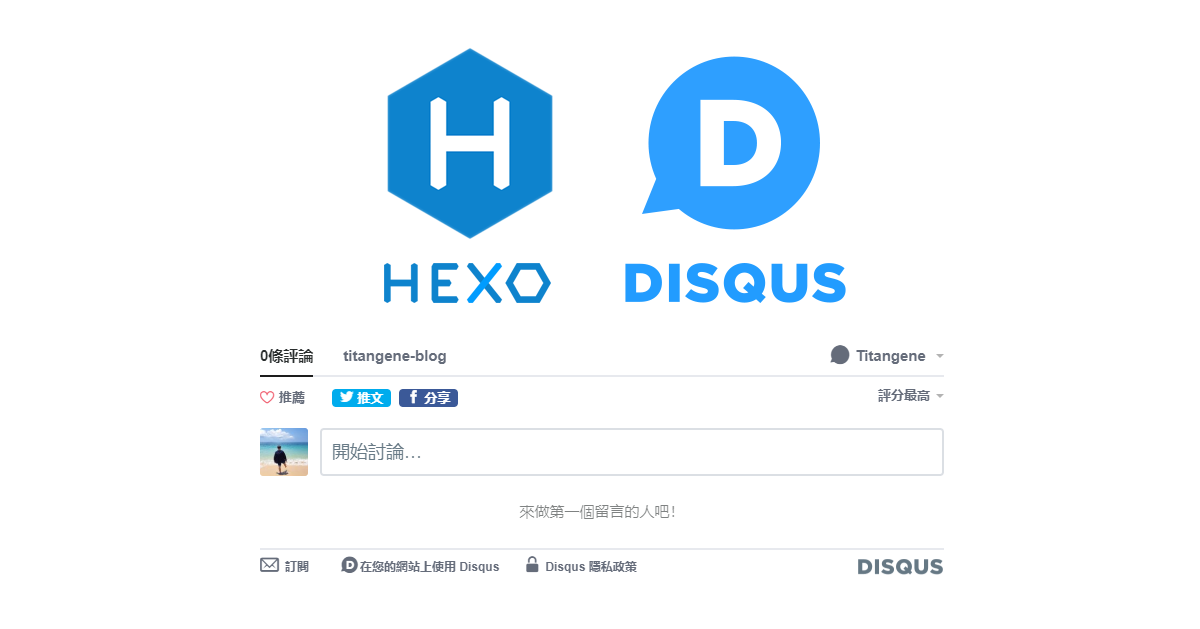 H D
HEXO DISQUS
0條評論 titangene-blog Titangene
推薦 推文 f 分享 評分最高
開始討論…
來做第一個留言的人吧!
訂閱 D 在您的網站上使用 Disqus Disqus 隱私政策 DISQUS